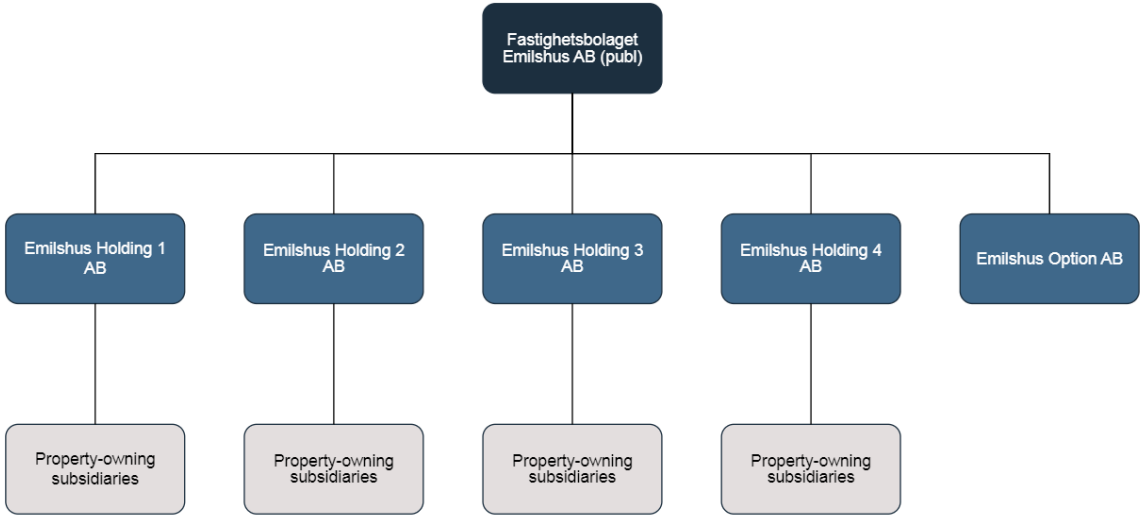 Fastighetsbolaget
Emilshus AB (publ)
Emilshus Holding 1
AB
Emilshus Holding 2
AB
Emilshus Holding 3
AB
Emilshus Holding 4
AB
Emilshus Option AB
Property-owning
subsidiaries
Property-owning
subsidiaries
Property-owning
subsidiaries
Property-owning
subsidiaries